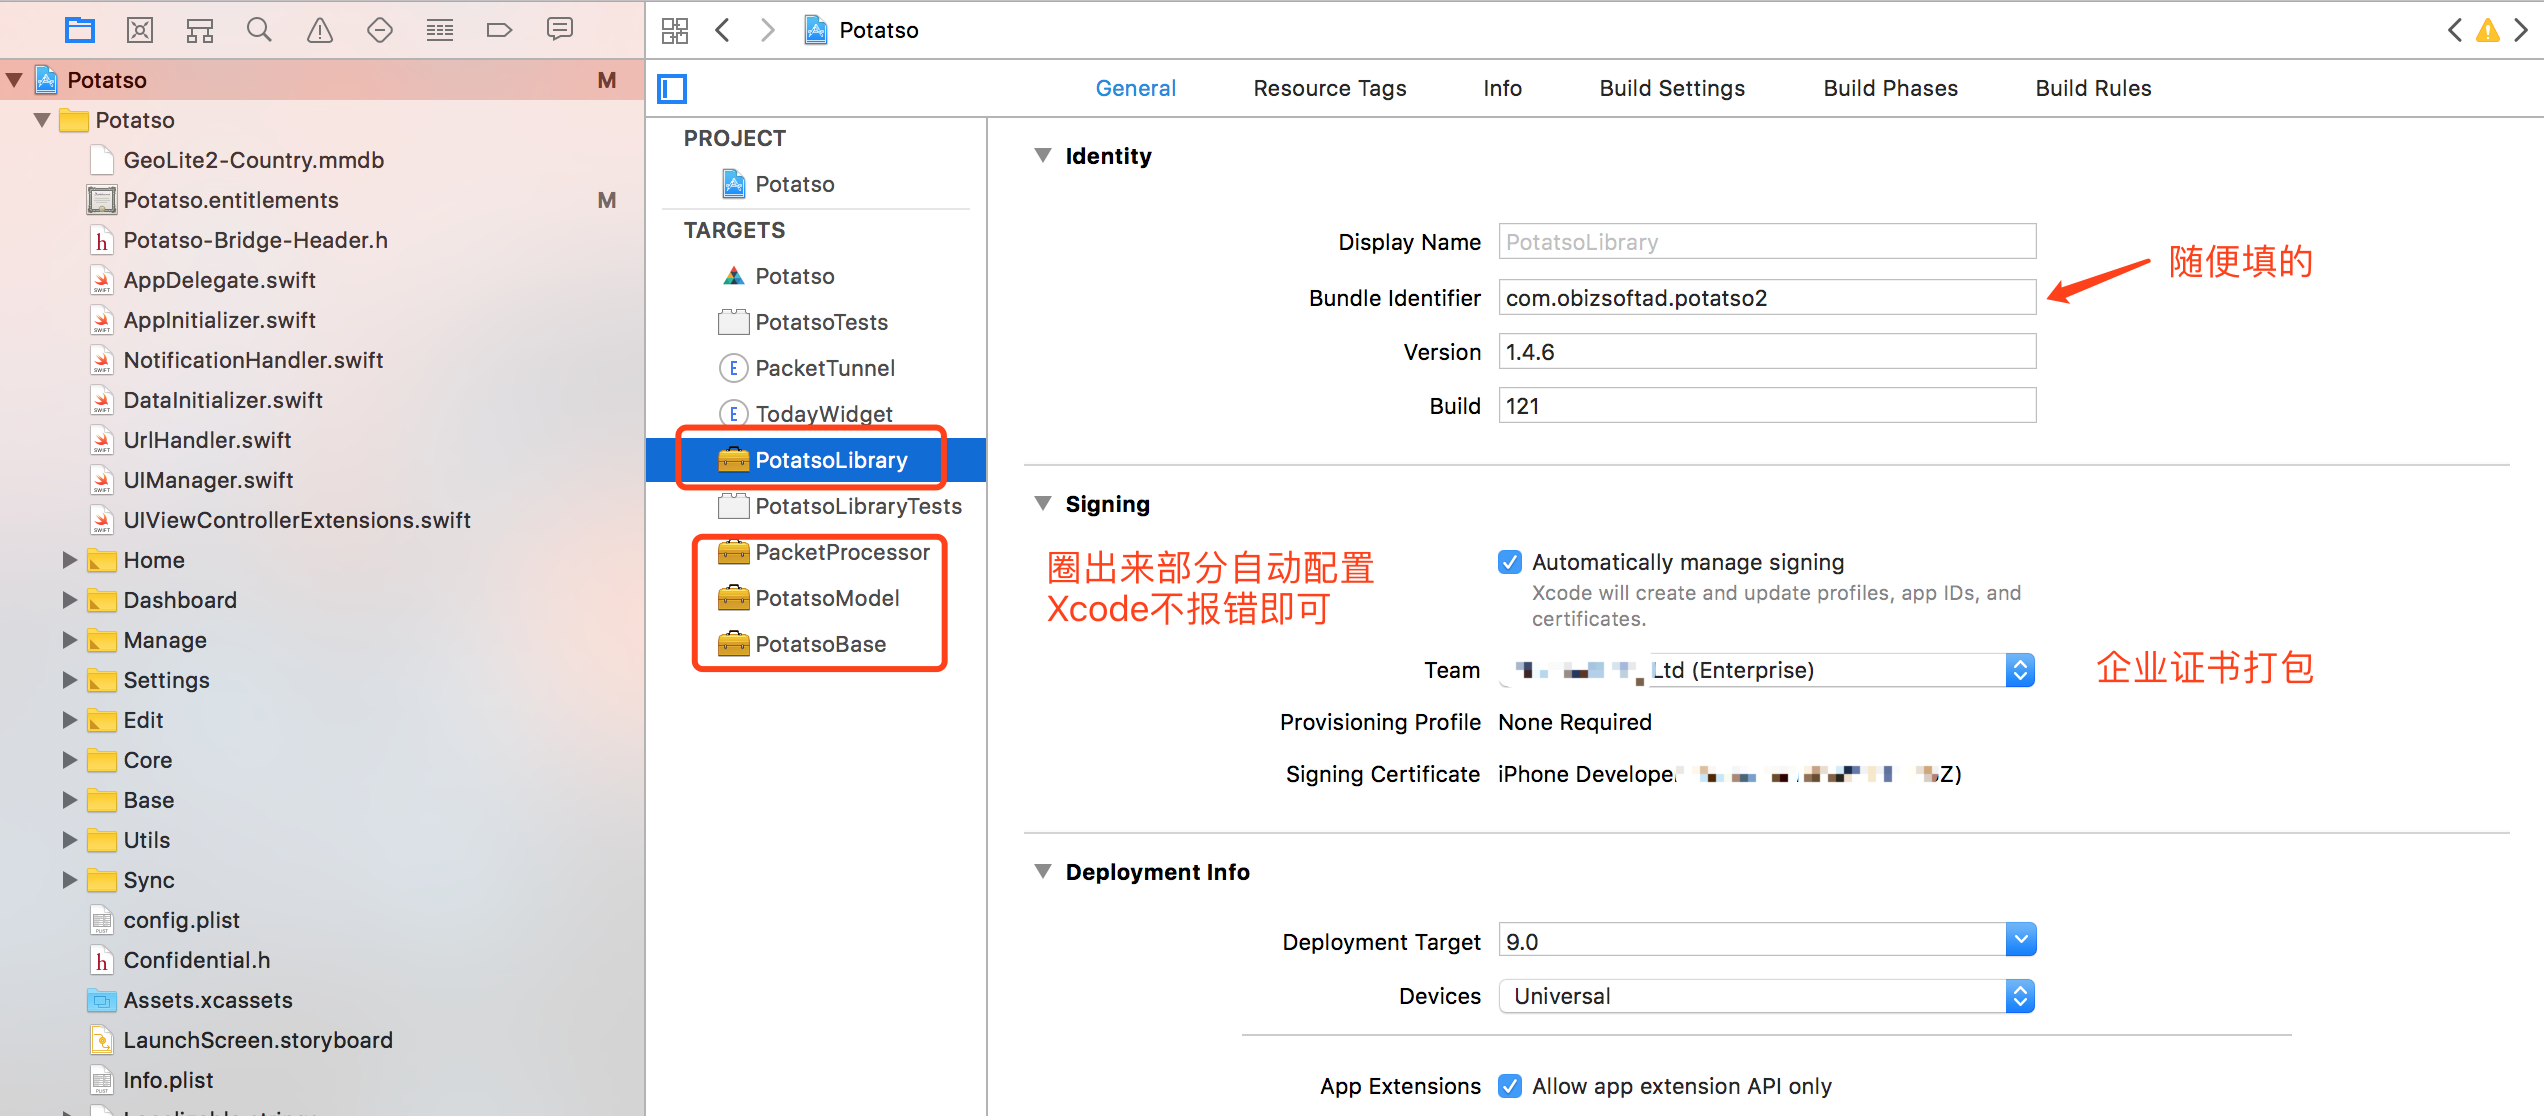 Potatso
Potatso M
Potatso
GeoLite2-Country.mmdb
Potatso.entitlements M
Potatso-Bridge-Header.h
AppDelegate.swift
AppInitializer.swift
NotificationHandler.swift
DataInitializer.swift
UrlHandler.swift
UIManager.swift
UIViewControllerExtensions.swift
Home
Dashboard
Manage
Settings
Edit
Core
Base
Utils
Sync
config.plist
Confidential.h
Assets.xcassets
LaunchScreen.storyboard
Info.plist
General Resource Tags Info Build Settings Build Phases Build Rules
PROJECT
Potatso
TARGETS
Potatso
PotatsoTests
PacketTunnel
TodayWidget
PotatsoLibrary
PotatsoLibraryTests
PacketProcessor
PotatsoModel
PotatsoBase
Identity
Display Name PotatsoLibrary
Bundle Identifier com.obizsoftad.potatso2
随便填的
Version 1.4.6
Build 121
Signing
圈出来部分自动配置
Xcode不报错即可
Automatically manage signing
Xcode will create and update profiles, app IDs, and
certificates.
Team Ltd (Enterprise)
企业证书打包
Provisioning Profile None Required
Signing Certificate iPhone Developer Z)
Deployment Info
Deployment Target 9.0
Devices Universal
App Extensions Allow app extension API only